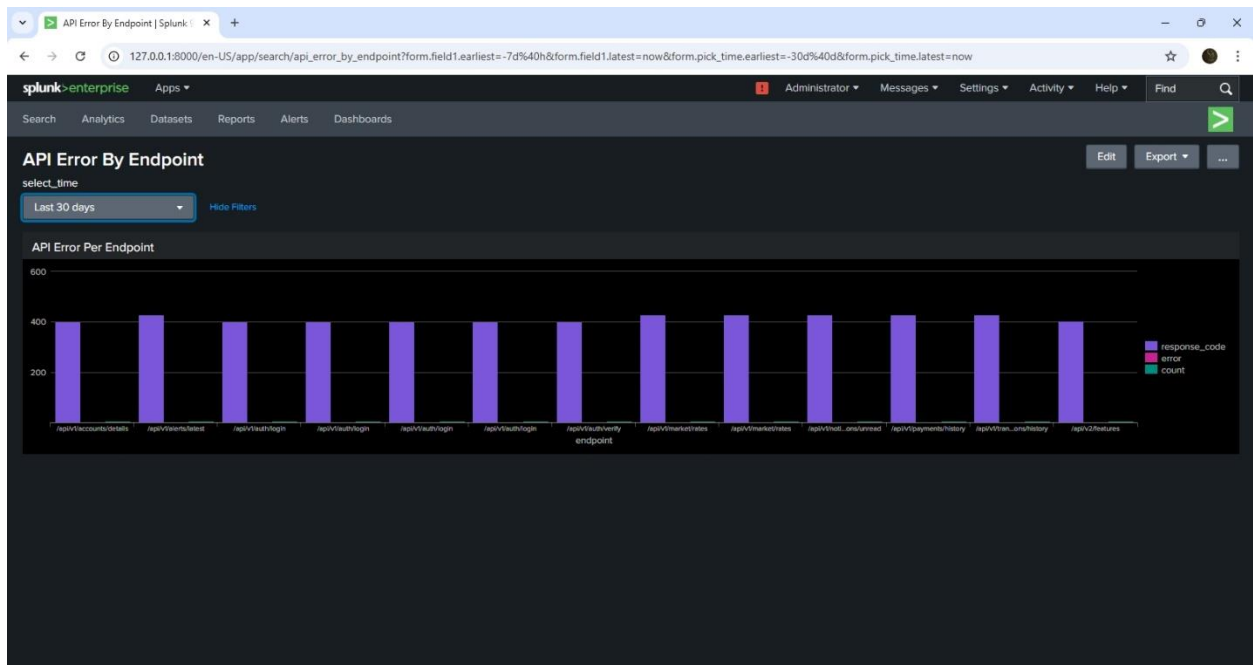 API Error By Endpoint | Splunk
127.0.0.1:8000/en-US/app/search/api_error_by_endpoint?form.field1.earliest=-7d%40h&form.field1.latest=now&form.pick_time.earliest=-30d%40d&form.pick_time.latest=now
splunk>enterprise Apps
! Administrator Messages Settings Activity Help Find
Search Analytics Datasets Reports Alerts Dashboards
API Error By Endpoint
Edit Export ...
select_time
Last 30 days Hide Filters
API Error Per Endpoint
600
400
200
response_code
error
count
/api/v1/accounts/details /api/v1/alerts/latest /api/v1/auth/login /api/v1/auth/login /api/v1/auth/login /api/v1/auth/login /api/v1/auth/verify /api/v1/market/rates /api/v1/market/rates /api/v1/noti...ons/unread /api/v1/payments/history /api/v1/tran...ons/history /api/v2/features
endpoint